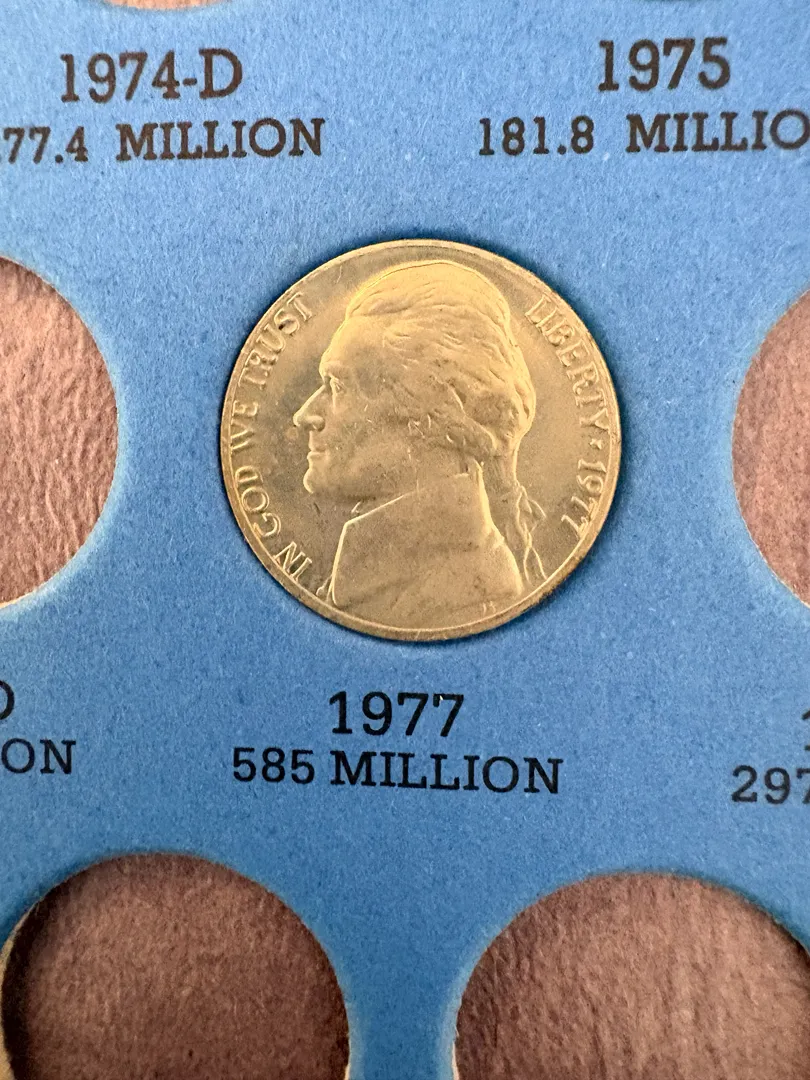 1974-D
77.4 MILLION
1975
181.8 MILLIO
IN GOD WE TRUST
LIBERTY ★ 1977
1977
585 MILLION
D
ON
297